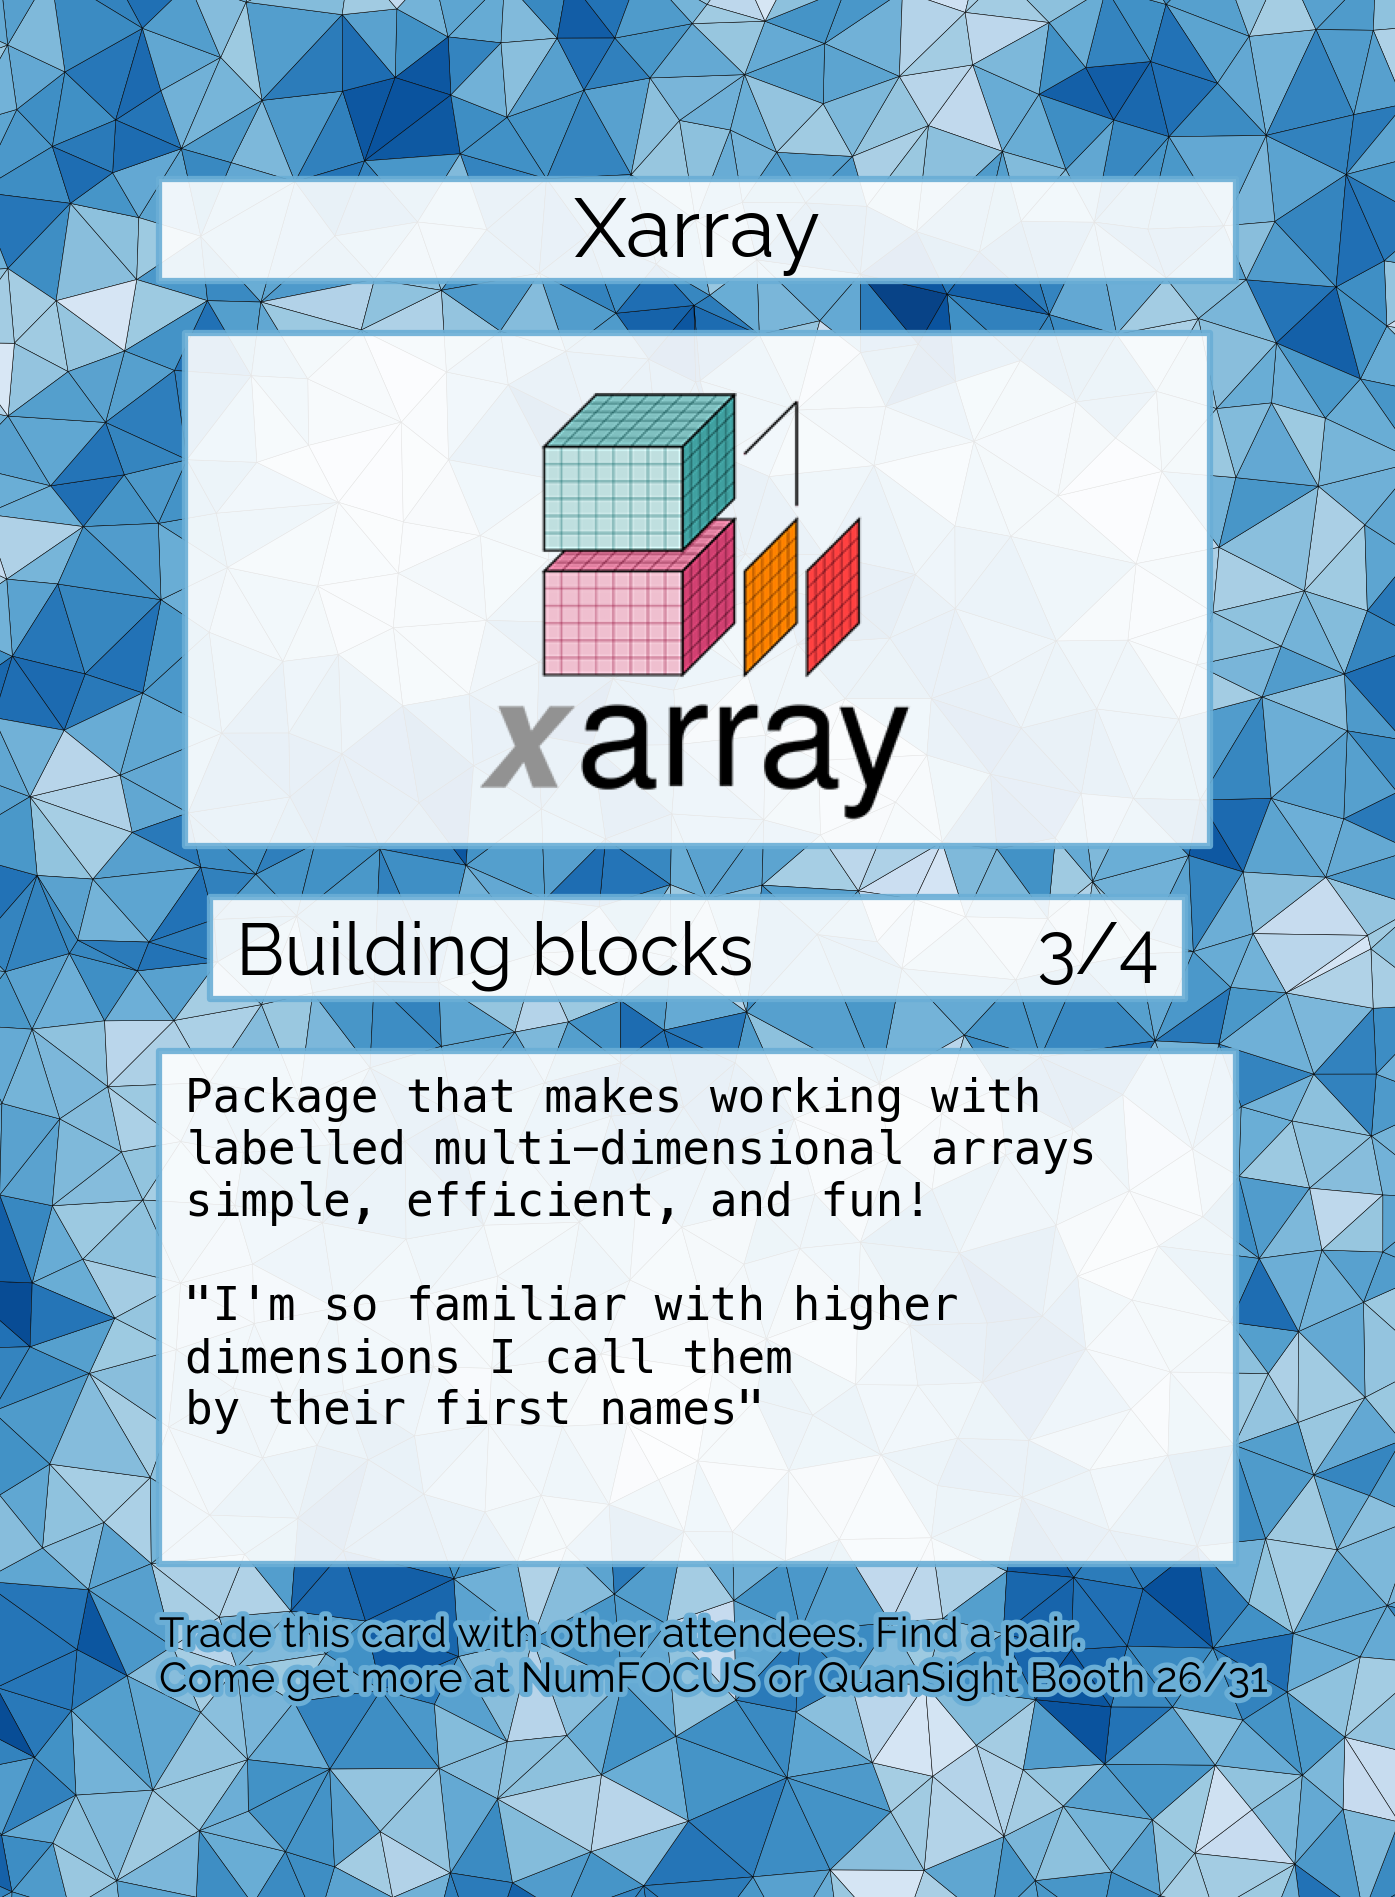 Xarray
xarray
Building blocks 3/4
Package that makes working with
labelled multi-dimensional arrays
simple, efficient, and fun!
"I'm so familiar with higher
dimensions I call them
by their first names"
Trade this card with other attendees. Find a pair.
Come get more at NumFOCUS or QuanSight Booth 26/31